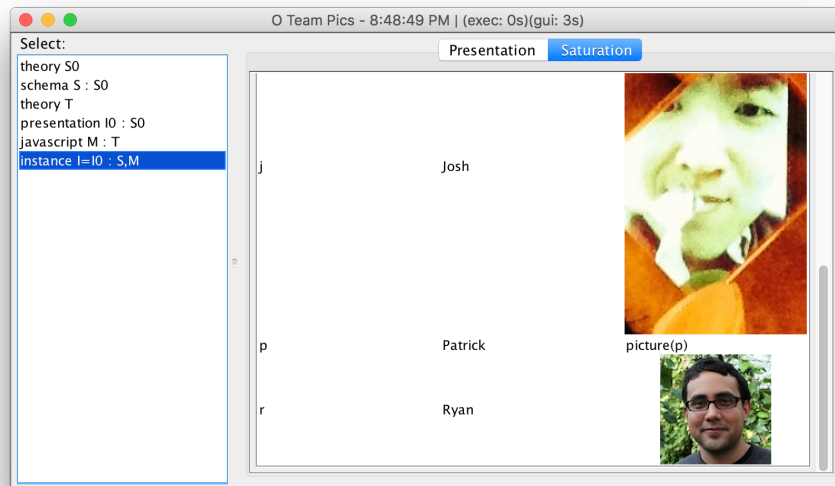 O Team Pics - 8:48:49 PM | (exec: 0s)(gui: 3s)
Select:
theory S0
schema S : S0
theory T
presentation I0 : S0
javascript M : T
instance I=I0 : S,M
Presentation Saturation
j Josh
p Patrick picture(p)
r Ryan